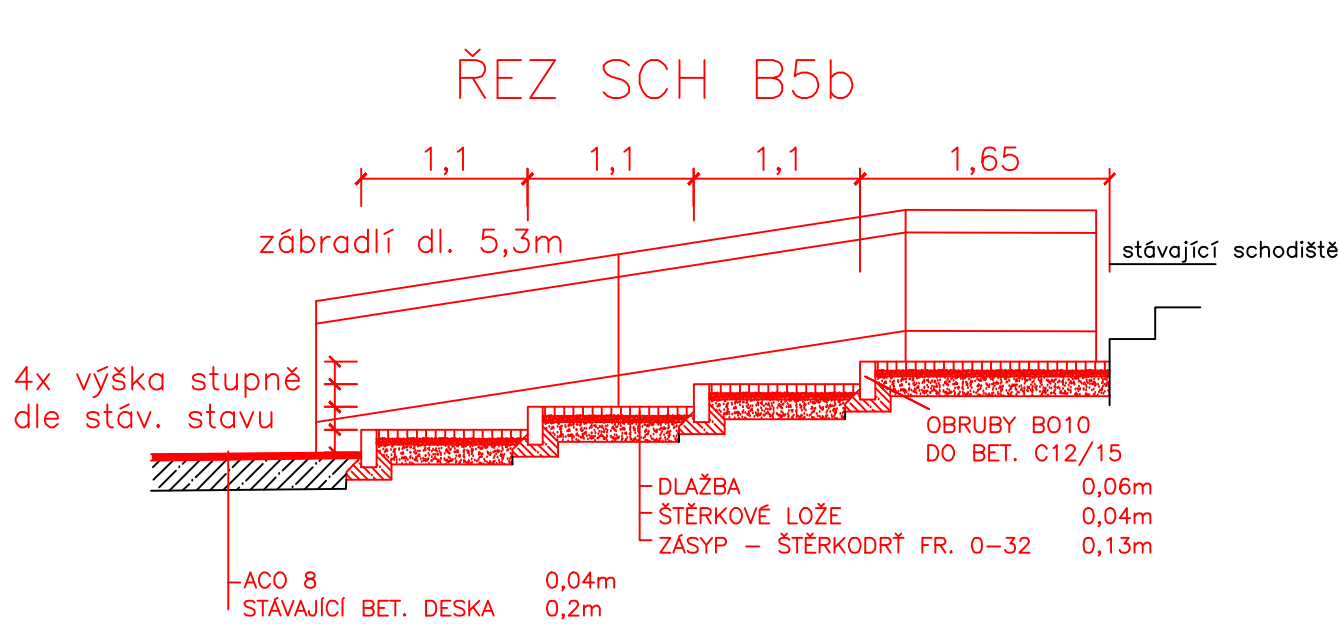 ŘEZ SCH B5b
1,1 1,1 1,1 1,65
zábradlí dl. 5,3m
stávající schodiště
4x výška stupně
dle stáv. stavu
OBRUBY BO10
DO BET. C12/15
DLAŽBA 0,06m
ŠTĚRKOVÉ LOŽE 0,04m
ZÁSYP – ŠTĚRKODRŤ FR. 0–32 0,13m
ACO 8 0,04m
STÁVAJÍCÍ BET. DESKA 0,2m